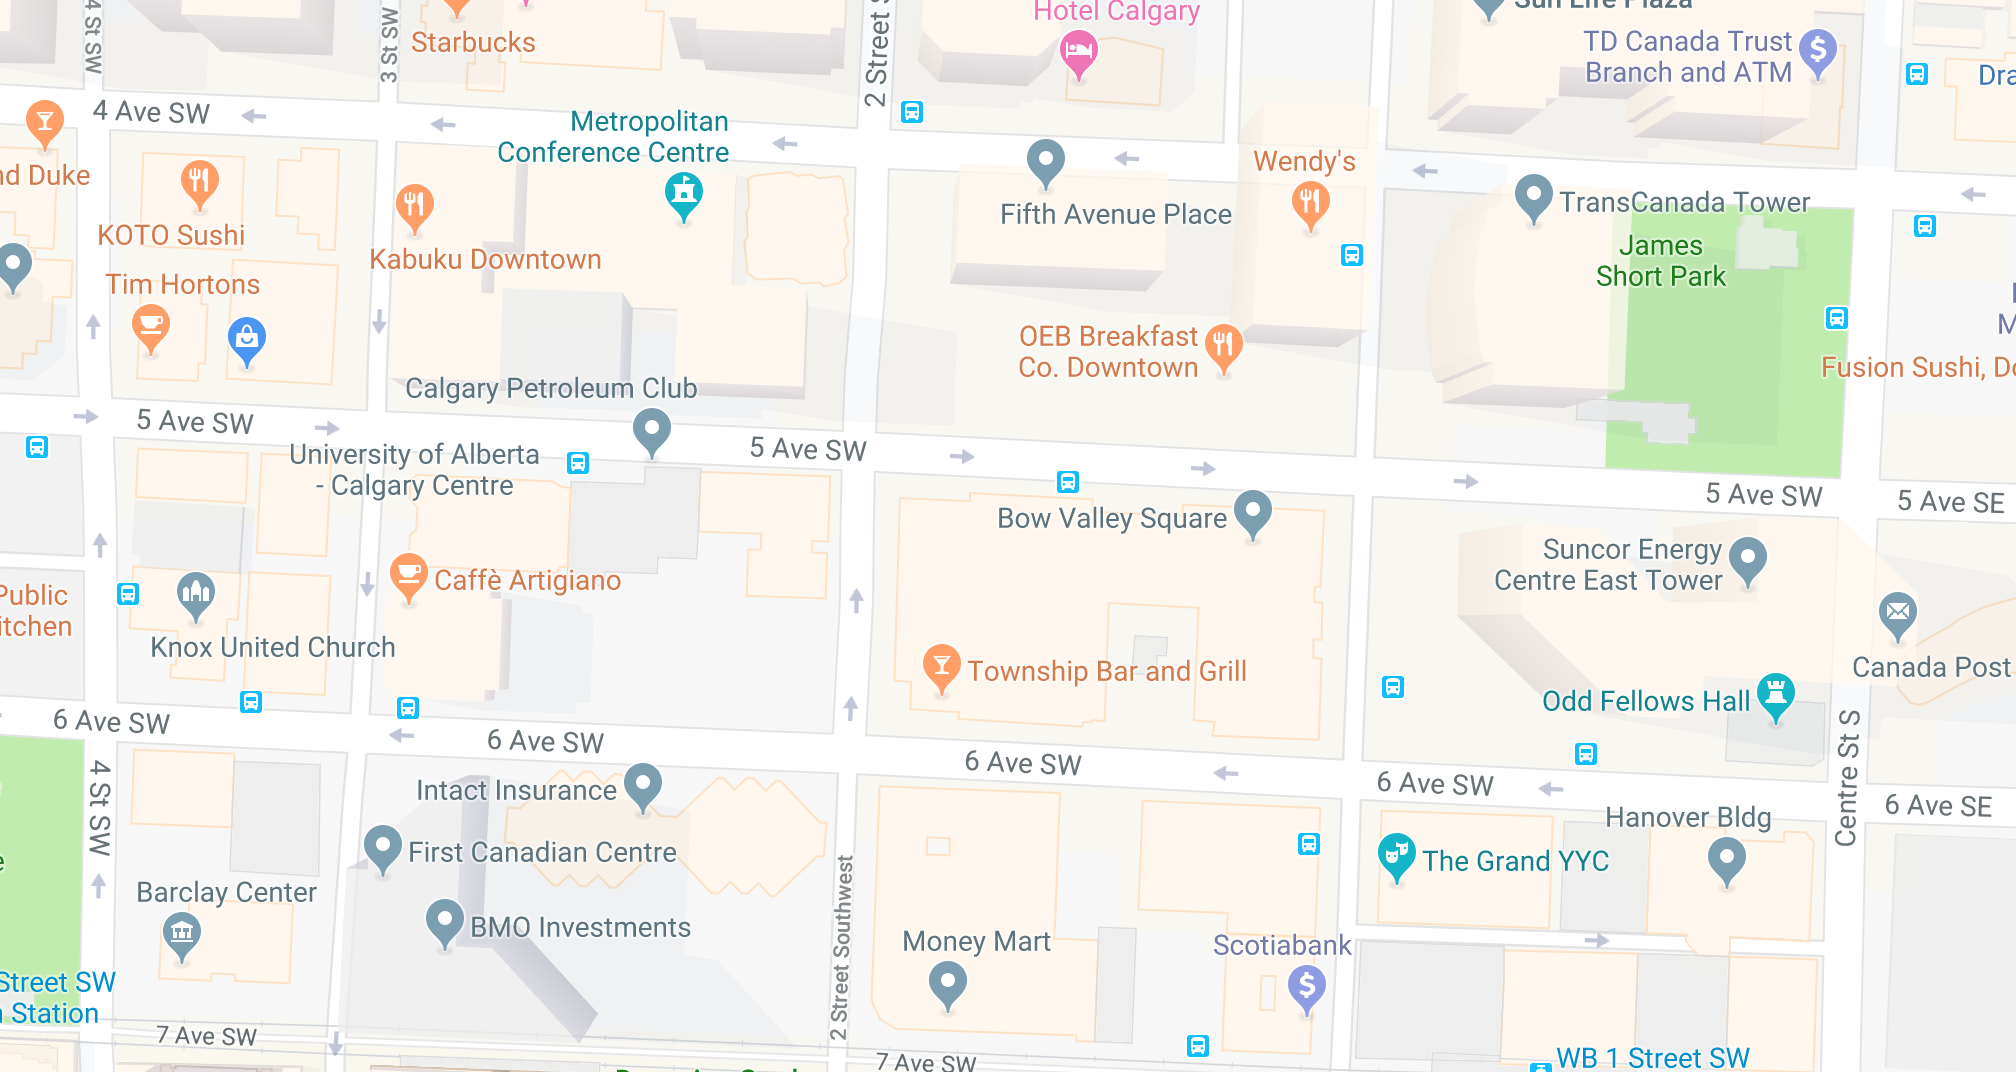 4 St SW
3 St SW
Starbucks
2 Street S
Hotel Calgary
Sun Life Plaza
TD Canada Trust
Branch and ATM
Dra
4 Ave SW
Metropolitan
Conference Centre
nd Duke
KOTO Sushi
Kabuku Downtown
Tim Hortons
Fifth Avenue Place
Wendy's
TransCanada Tower
James
Short Park
OEB Breakfast
Co. Downtown
M
Fusion Sushi, Do
Calgary Petroleum Club
5 Ave SW
5 Ave SW
5 Ave SW
5 Ave SE
University of Alberta
- Calgary Centre
Bow Valley Square
Suncor Energy
Centre East Tower
Caffè Artigiano
Public
itchen
Knox United Church
Township Bar and Grill
Canada Post
Odd Fellows Hall
6 Ave SW
6 Ave SW
6 Ave SW
6 Ave SW
6 Ave SE
Centre St S
4 St SW
Intact Insurance
First Canadian Centre
Hanover Bldg
The Grand YYC
e
Barclay Center
BMO Investments
2 Street Southwest
Money Mart
Scotiabank
Street SW
n Station
7 Ave SW
7 Ave SW
WB 1 Street SW